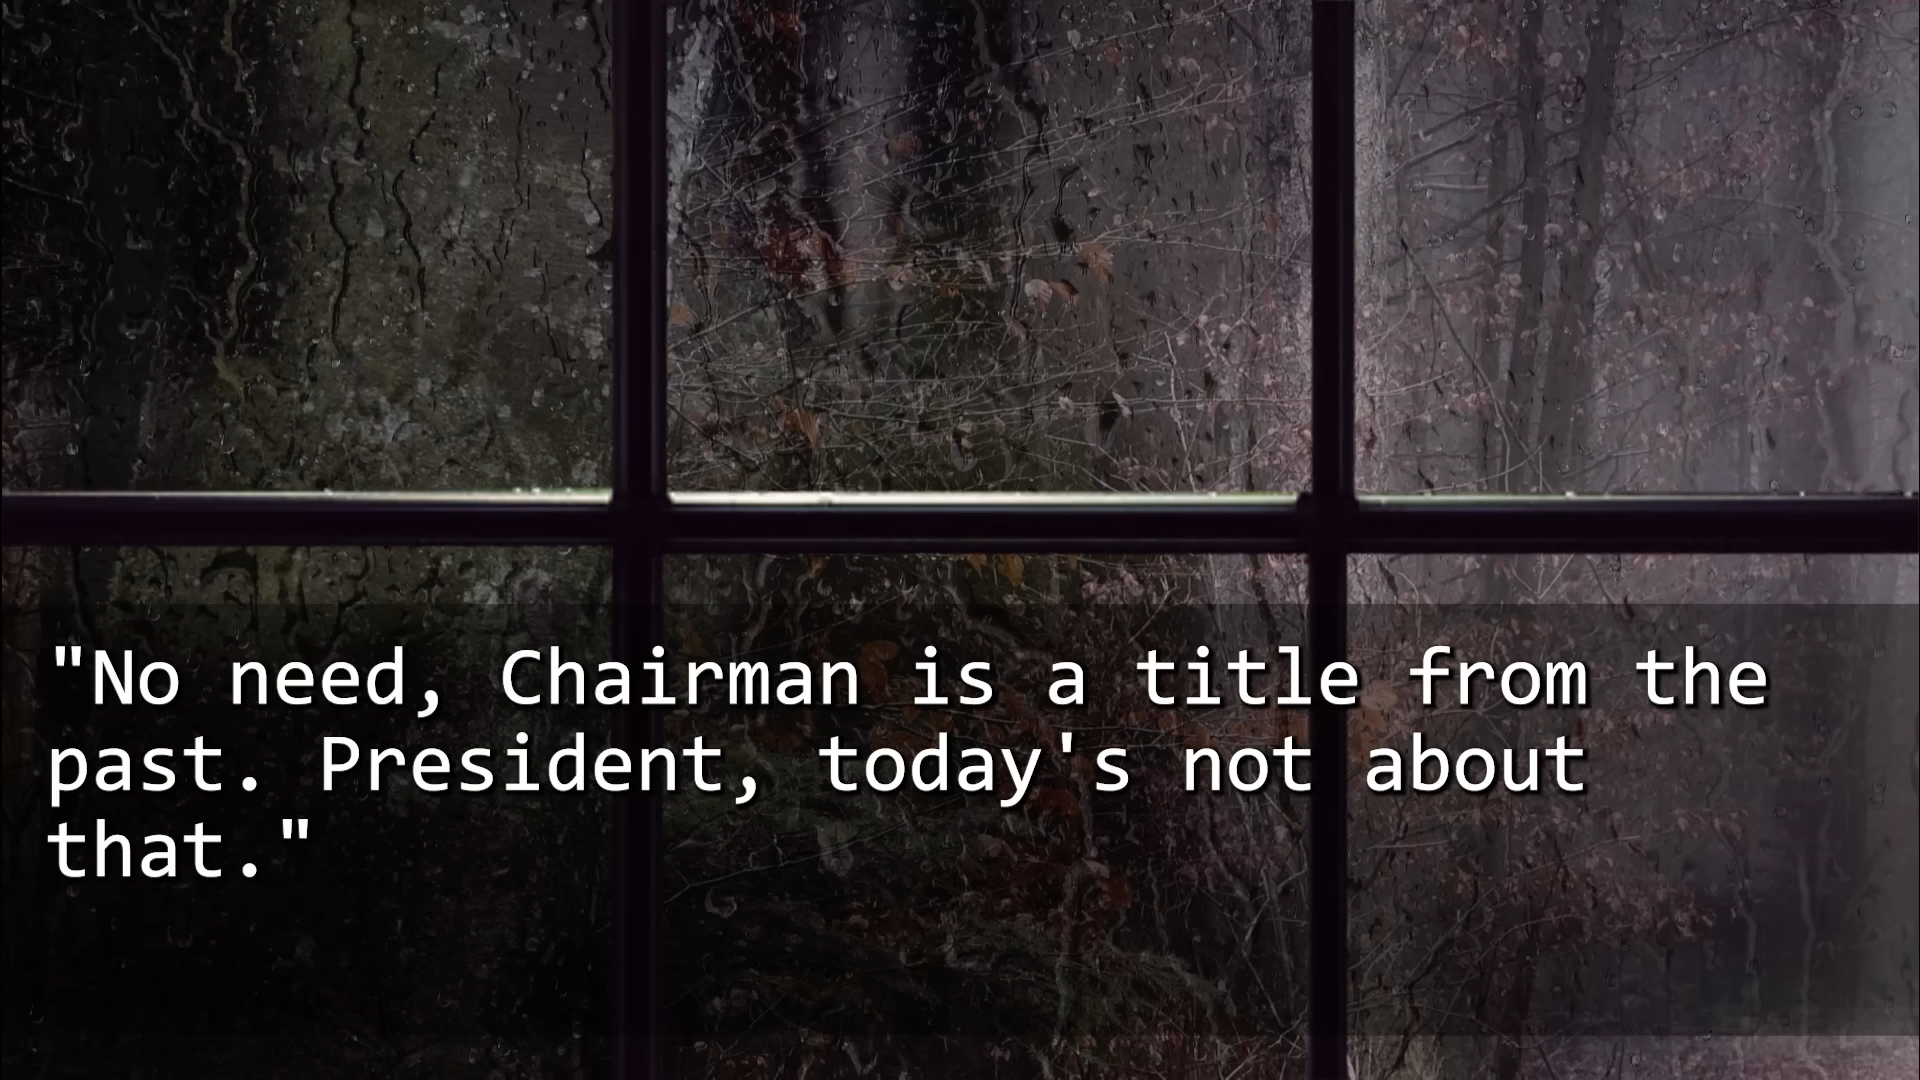 "No need, Chairman is a title from the
past. President, today's not about
that."